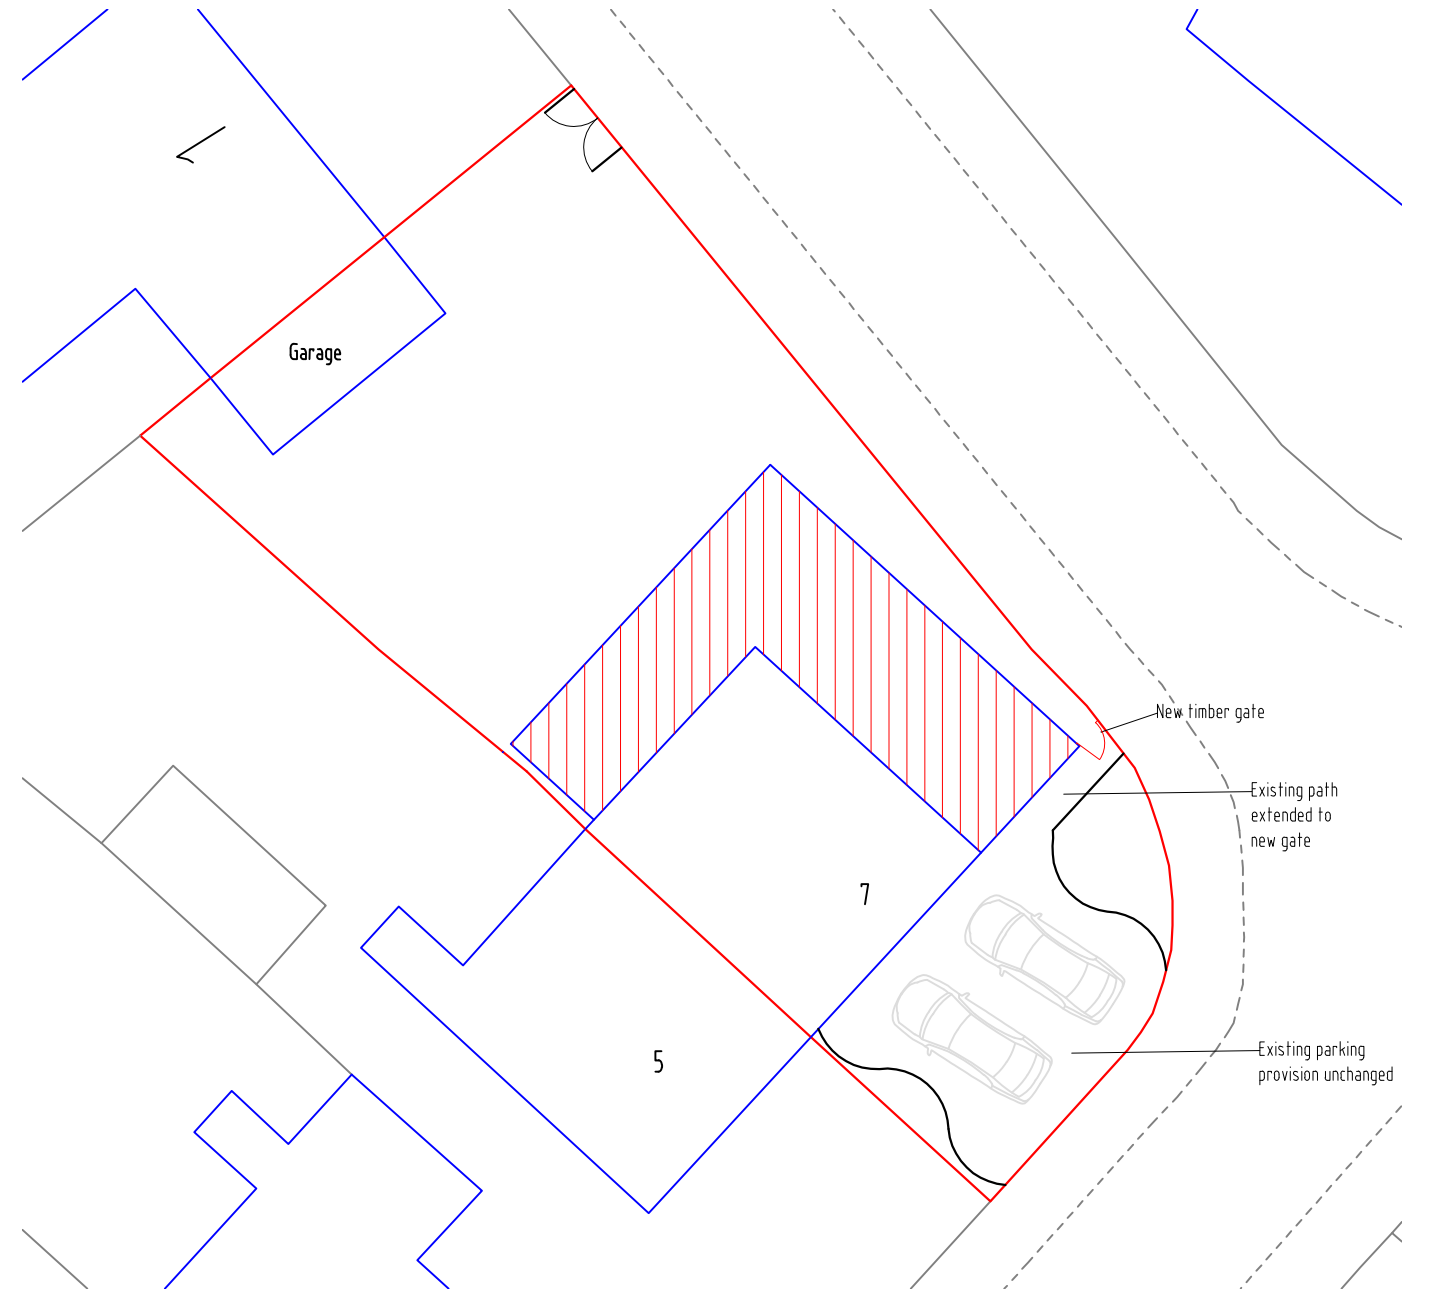 Garage
New timber gate
Existing path
extended to
new gate
7
5
Existing parking
provision unchanged